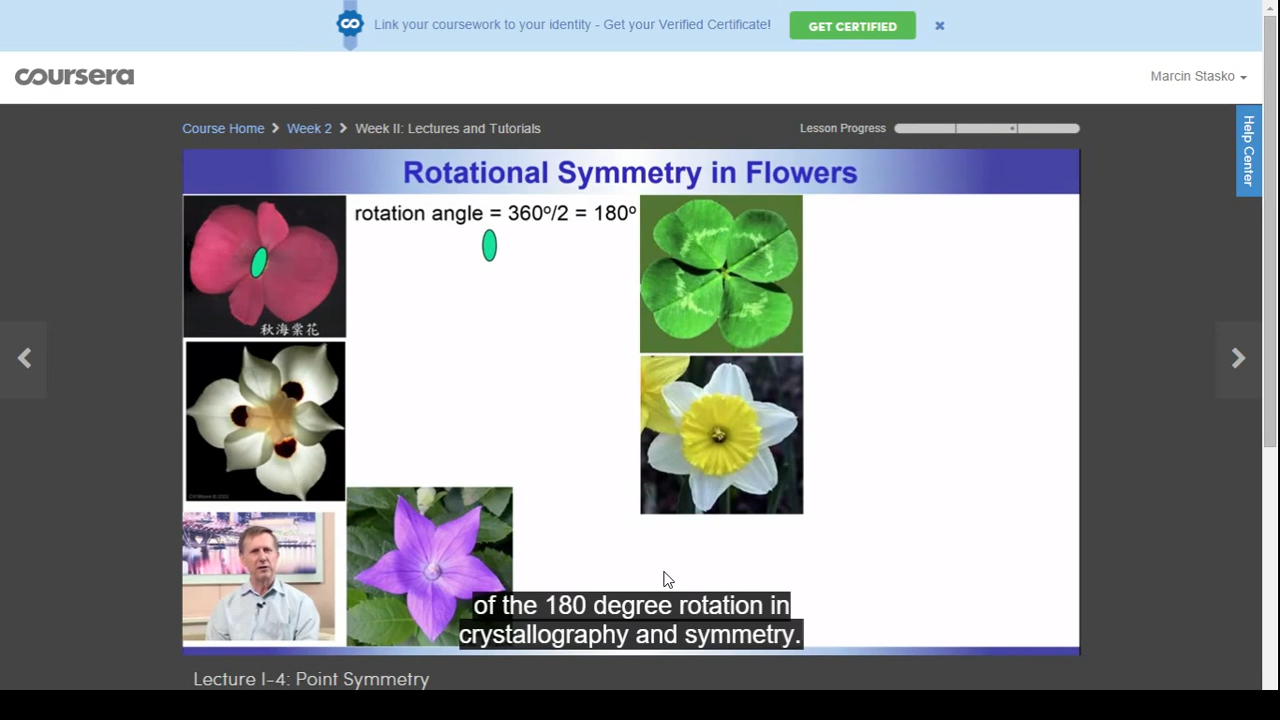 Link your coursework to your identity - Get your Verified Certificate!
GET CERTIFIED
×
coursera
Marcin Stasko
Course Home > Week 2 > Week II: Lectures and Tutorials
Lesson Progress
Help Center
Rotational Symmetry in Flowers
rotation angle = 360º/2 = 180º
秋海棠花
of the 180 degree rotation in
crystallography and symmetry.
Lecture I-4: Point Symmetry